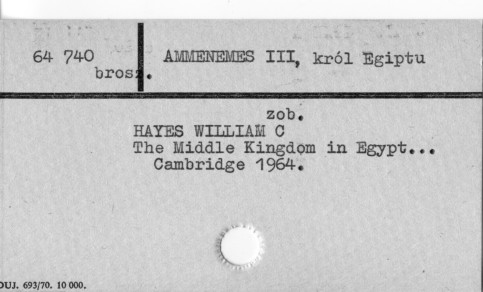 64 740
brosz.
AMMENEMES III, król Egiptu
zob.
HAYES WILLIAM C
The Middle Kingdom in Egypt...
Cambridge 1964.
DUJ. 693/70. 10 000.